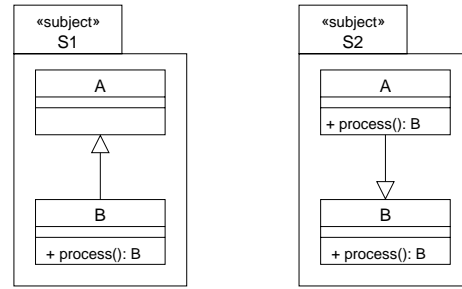 «subject»
S1
A
B
+ process(): B
«subject»
S2
A
+ process(): B
B
+ process(): B